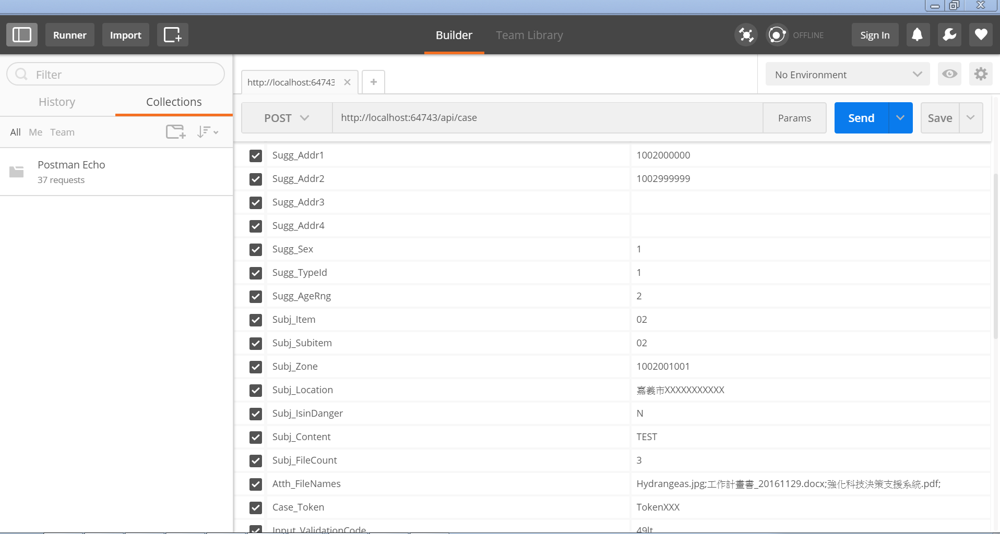 Runner Import Builder Team Library OFFLINE Sign In
Filter
History Collections
All Me Team
Postman Echo
37 requests
http://localhost:64743
No Environment
POST http://localhost:64743/api/case Params Send Save
Sugg_Addr1 1002000000
Sugg_Addr2 1002999999
Sugg_Addr3
Sugg_Addr4
Sugg_Sex 1
Sugg_TypeId 1
Sugg_AgeRng 2
Subj_Item 02
Subj_Subitem 02
Subj_Zone 1002001001
Subj_Location 嘉義市XXXXXXXXXXX
Subj_IsinDanger N
Subj_Content TEST
Subj_FileCount 3
Atth_FileNames Hydrangeas.jpg;工作計畫書_20161129.docx;強化科技決策支援系統.pdf;
Case_Token TokenXXX
Input_ValidationCode 49lt